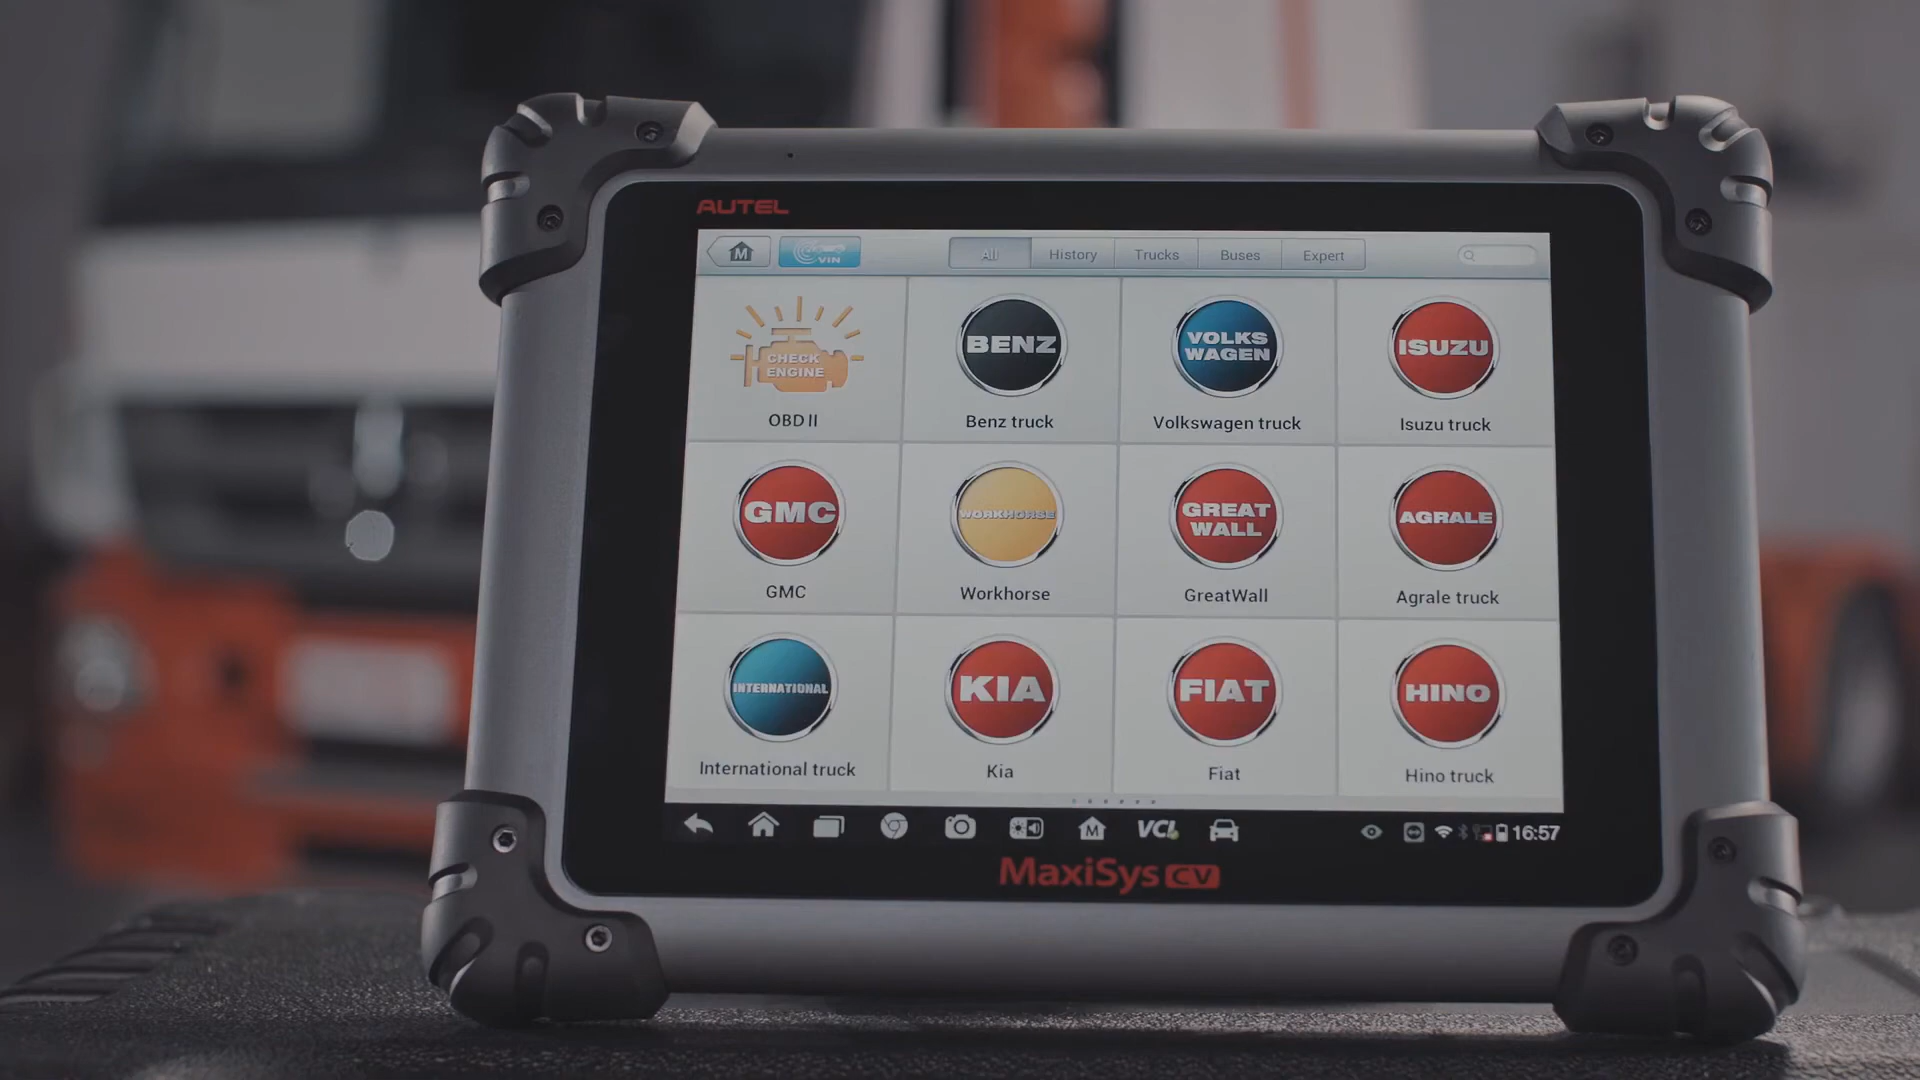 AUTEL
M
VIN
All
History
Trucks
Buses
Expert
CHECK
ENGINE
OBD II
BENZ
Benz truck
VOLKS
WAGEN
Volkswagen truck
ISUZU
Isuzu truck
GMC
GMC
WORKHORSE
Workhorse
GREAT
WALL
GreatWall
AGRALE
Agrale truck
INTERNATIONAL
International truck
KIA
Kia
FIAT
Fiat
HINO
Hino truck
M
VCI
16:57
MaxiSys CV